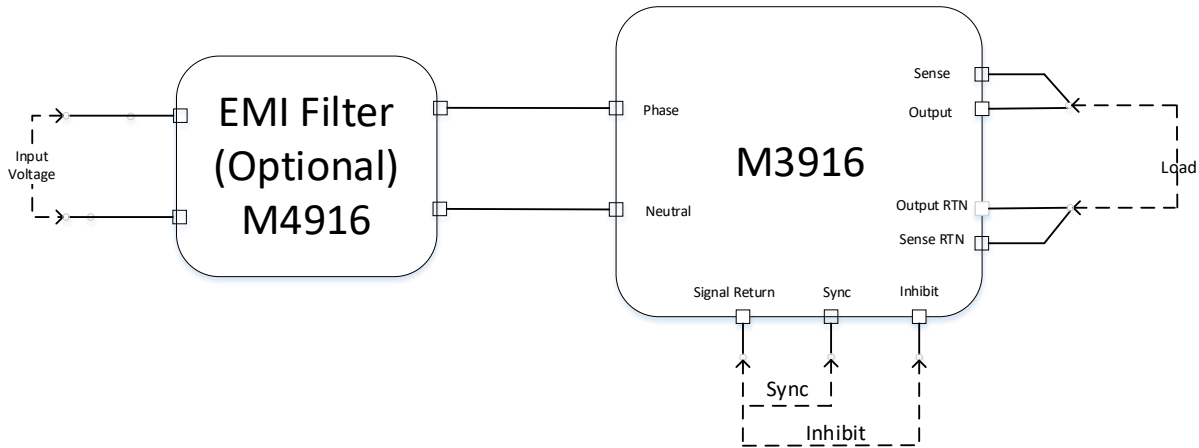 Input
Voltage
EMI Filter
(Optional)
M4916
Phase
Neutral
M3916
Sense
Output
Output RTN
Sense RTN
Load
Signal Return
Sync
Inhibit
Sync
Inhibit